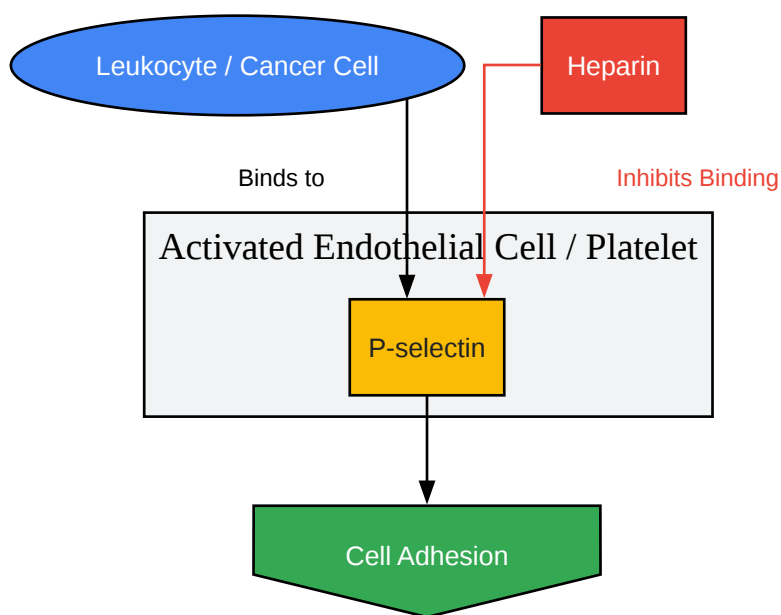 Leukocyte / Cancer Cell
Heparin
Binds to
Inhibits Binding
Activated Endothelial Cell / Platelet
P-selectin
Cell Adhesion